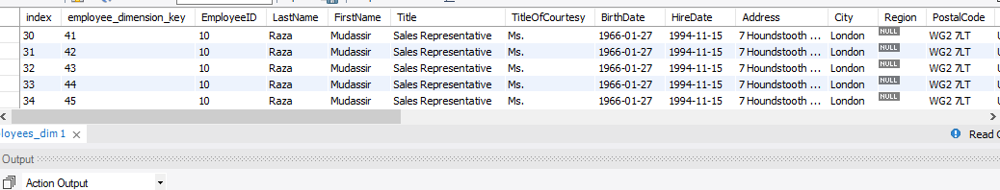 index employee_dimension_key EmployeeID LastName FirstName Title TitleOfCourtesy BirthDate HireDate Address City Region PostalCode
30 41 10 Raza Mudassir Sales Representative Ms. 1966-01-27 1994-11-15 7 Houndstooth ... London NULL WG2 7LT
31 42 10 Raza Mudassir Sales Representative Ms. 1966-01-27 1994-11-15 7 Houndstooth ... London NULL WG2 7LT
32 43 10 Raza Mudassir Sales Representative Ms. 1966-01-27 1994-11-15 7 Houndstooth ... London NULL WG2 7LT
33 44 10 Raza Mudassir Sales Representative Ms. 1966-01-27 1994-11-15 7 Houndstooth ... London NULL WG2 7LT
34 45 10 Raza Mudassir Sales Representative Ms. 1966-01-27 1994-11-15 7 Houndstooth ... London NULL WG2 7LT
loyees_dim 1 Read
Output
Action Output